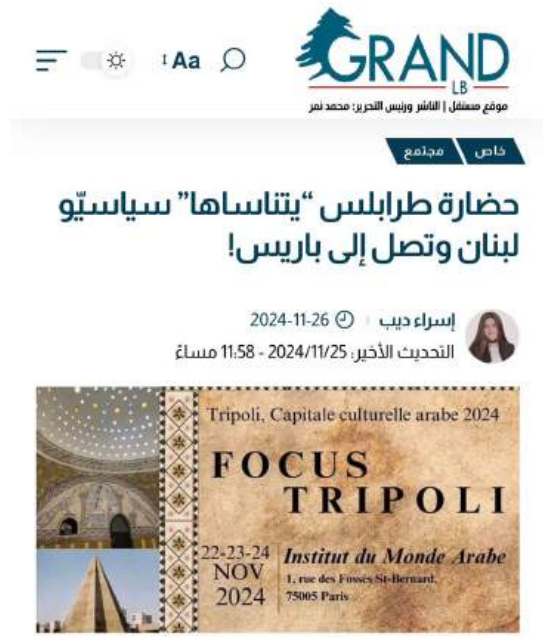 Aa
GRAND
LB
موقع مستقل | الناشر ورئيس التحرير: محمد نمر
خاص
مجتمع
حضارة طرابلس “يتناساها” سياسيّو
لبنان وتصل إلى باريس!
إسراء ديب
2024-11-26
التحديث الأخير: 2024/11/25 - 11:58 مساءً
Tripoli, Capitale culturelle arabe 2024
FOCUS
TRIPOLI
22-23-24
NOV
2024
Institut du Monde Arabe
1, rue des Fossés St-Bernard,
75005 Paris